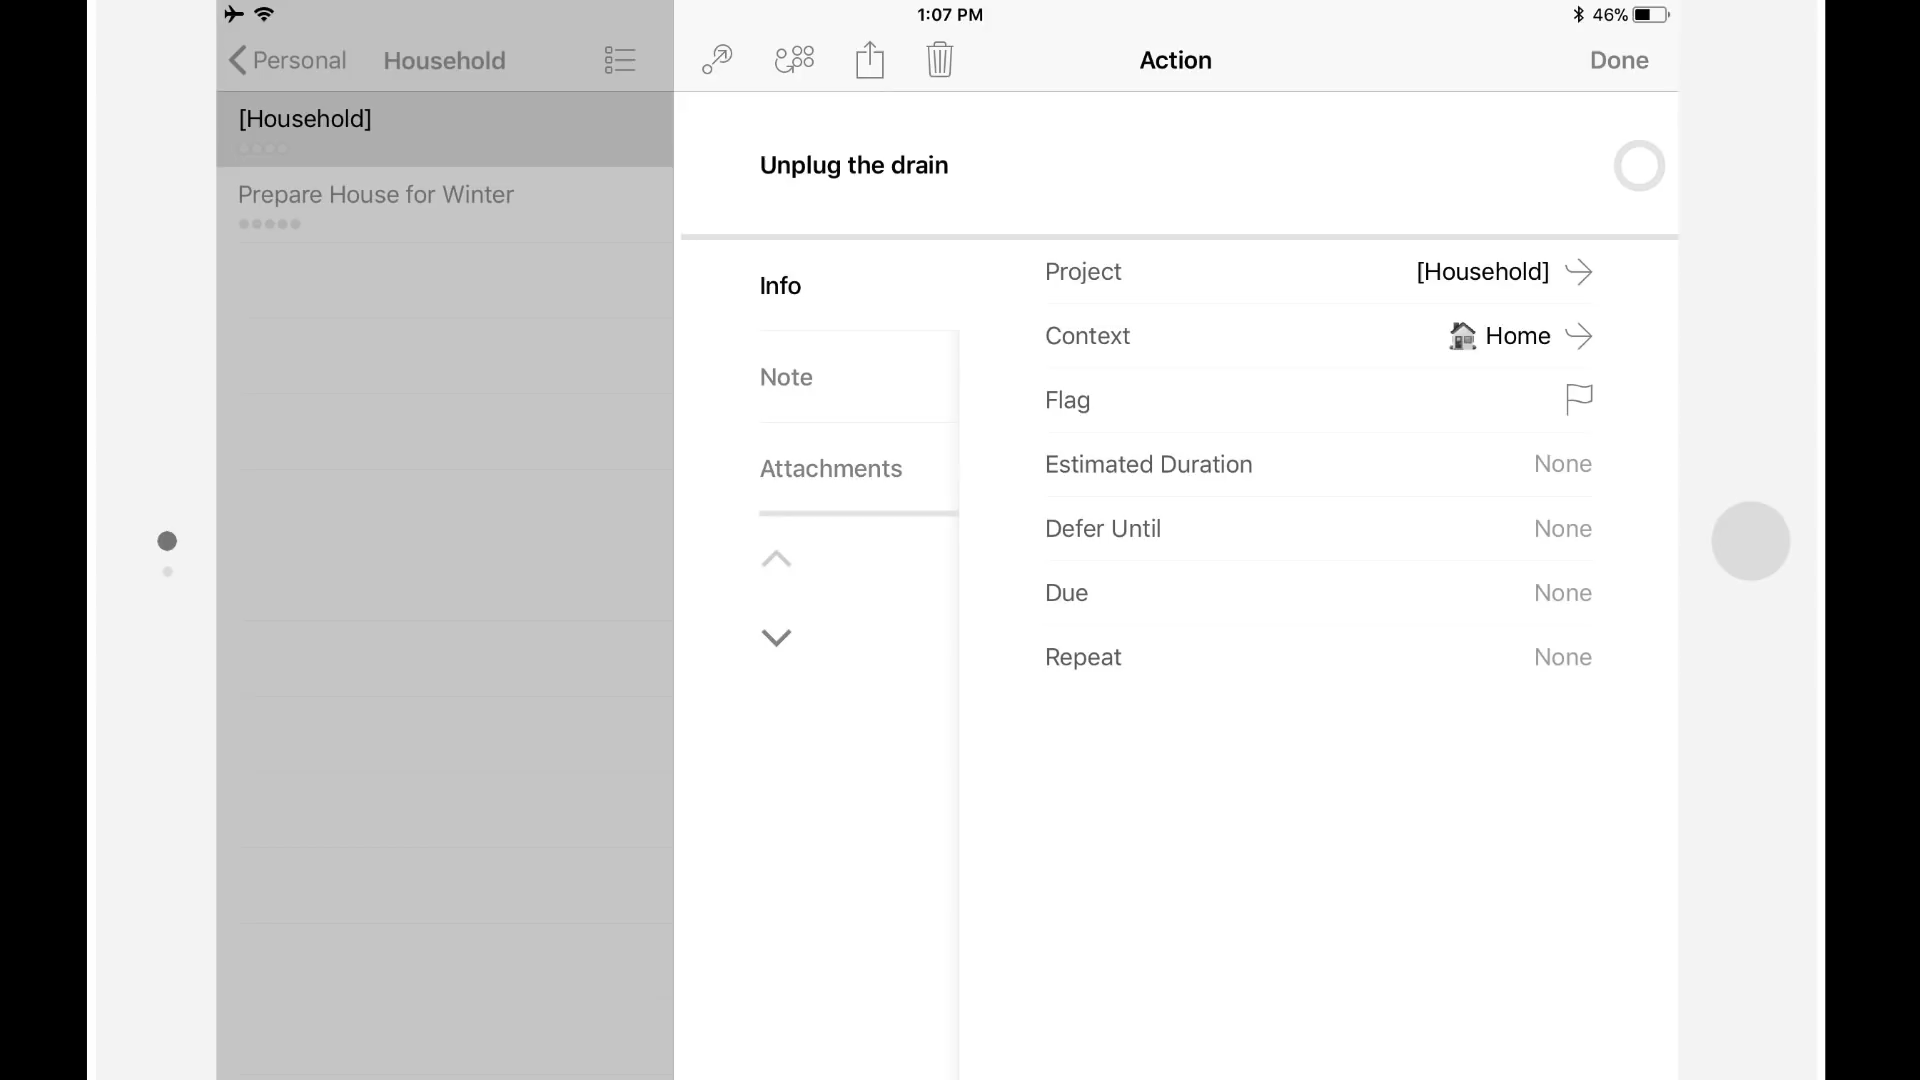 1:07 PM
46%
Personal
Household
Action
Done
[Household]
Prepare House for Winter
Unplug the drain
Info
Note
Attachments
Project
[Household]
Context
Home
Flag
Estimated Duration
None
Defer Until
None
Due
None
Repeat
None